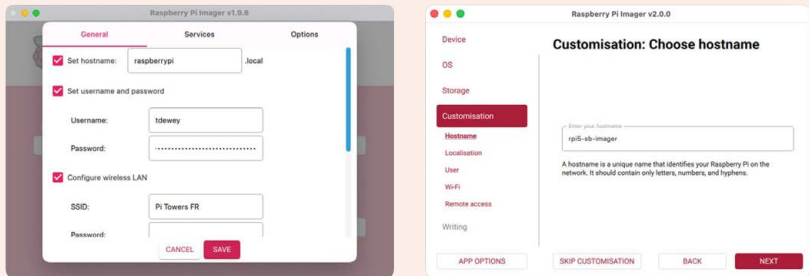 Raspberry Pi Imager v1.9.6
General Services Options
Set hostname: raspberrypi .local
Set username and password
Username: tdewey
Password:
Configure wireless LAN
SSID: Pi Towers FR
Password:
CANCEL SAVE
Raspberry Pi Imager v2.0.0
Device
OS
Storage
Customisation
Hostname
Localisation
User
Wi-Fi
Remote access
Writing
APP OPTIONS
Customisation: Choose hostname
Enter your hostname
rpi5-sb-imager
A hostname is a unique name that identifies your Raspberry Pi on the
network. It should contain only letters, numbers, and hyphens.
SKIP CUSTOMISATION BACK NEXT